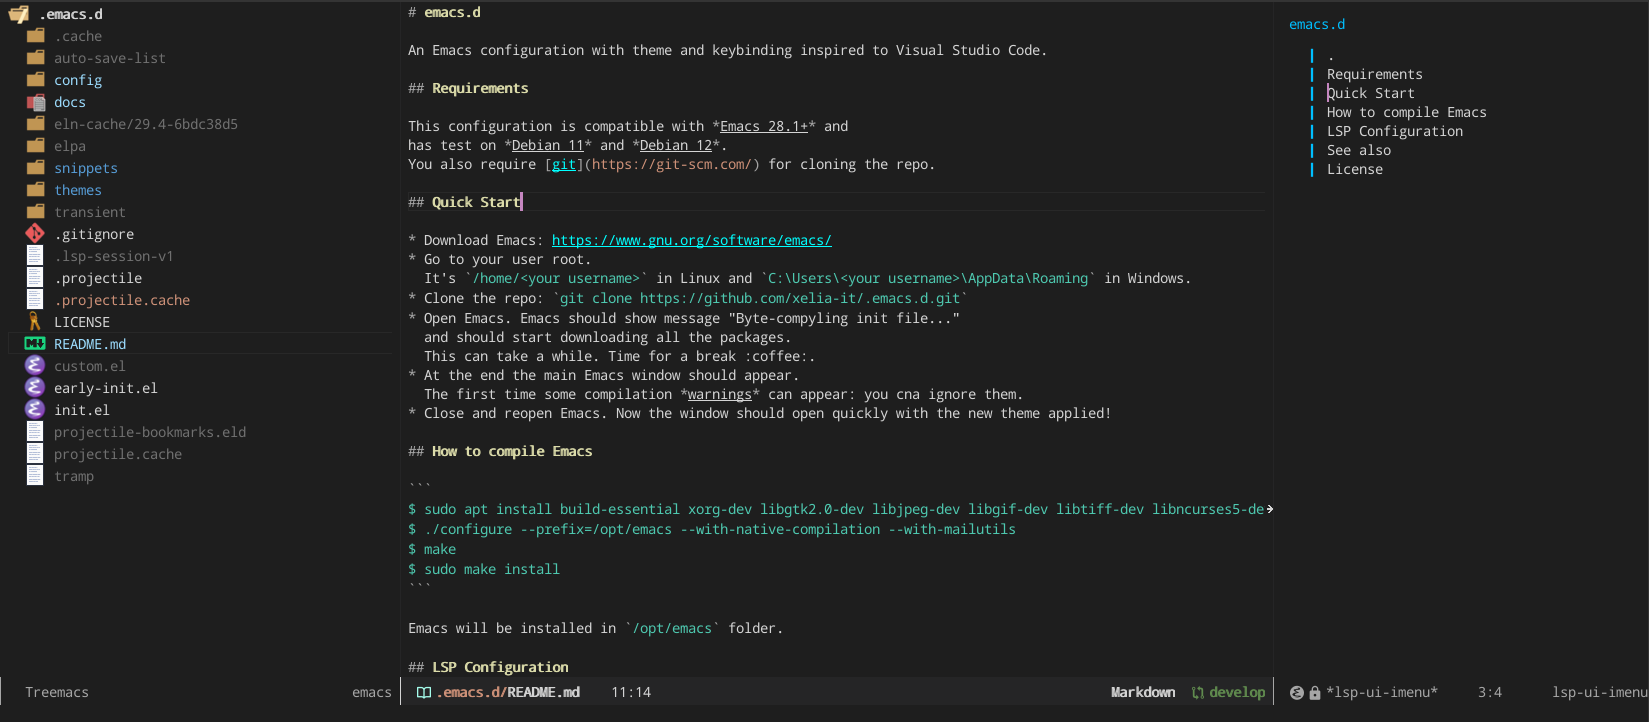 .emacs.d
.cache
auto-save-list
config
docs
eln-cache/29.4-6bdc38d5
elpa
snippets
themes
transient
.gitignore
.lsp-session-v1
.projectile
.projectile.cache
LICENSE
README.md
custom.el
early-init.el
init.el
projectile-bookmarks.eld
projectile.cache
tramp
Treemacs emacs
# emacs.d
An Emacs configuration with theme and keybinding inspired to Visual Studio Code.
## Requirements
This configuration is compatible with *Emacs 28.1+* and
has test on *Debian 11* and *Debian 12*.
You also require [git](https://git-scm.com/) for cloning the repo.
## Quick Start
* Download Emacs: https://www.gnu.org/software/emacs/
* Go to your user root.
It's `/home/<your username>` in Linux and `C:\Users\<your username>\AppData\Roaming` in Windows.
* Clone the repo: `git clone https://github.com/xelia-it/.emacs.d.git`
* Open Emacs. Emacs should show message "Byte-compyling init file..."
and should start downloading all the packages.
This can take a while. Time for a break :coffee:.
* At the end the main Emacs window should appear.
The first time some compilation *warnings* can appear: you cna ignore them.
* Close and reopen Emacs. Now the window should open quickly with the new theme applied!
## How to compile Emacs
```
$ sudo apt install build-essential xorg-dev libgtk2.0-dev libjpeg-dev libgif-dev libtiff-dev libncurses5-de
$ ./configure --prefix=/opt/emacs --with-native-compilation --with-mailutils
$ make
$ sudo make install
```
Emacs will be installed in `/opt/emacs` folder.
## LSP Configuration
.emacs.d/README.md 11:14 Markdown develop
emacs.d
.
Requirements
Quick Start
How to compile Emacs
LSP Configuration
See also
License
*lsp-ui-imenu* 3:4 lsp-ui-imenu